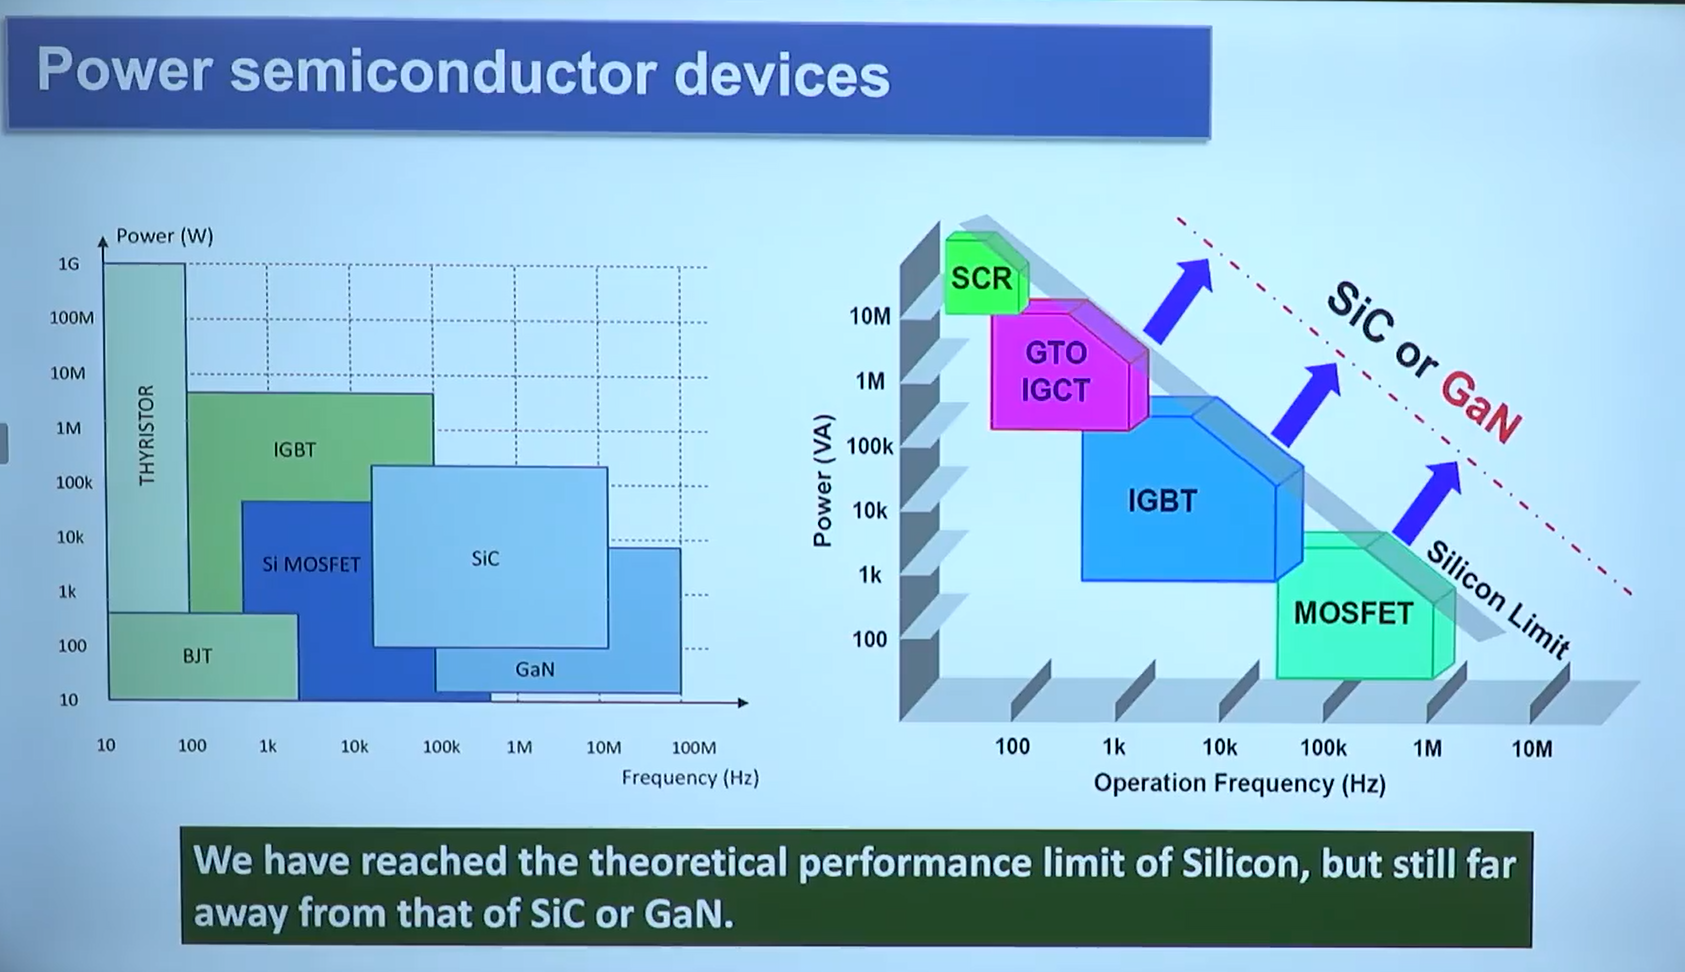 Power semiconductor devices
Power (W)
1G
100M
10M
1M
100k
10k
1k
100
10
THYRISTOR
IGBT
Si MOSFET
SiC
BJT
GaN
10 100 1k 10k 100k 1M 10M 100M
Frequency (Hz)
Power (VA)
10M
1M
100k
10k
1k
100
SCR
GTO
IGCT
IGBT
MOSFET
SiC or GaN
Silicon Limit
100 1k 10k 100k 1M 10M
Operation Frequency (Hz)
We have reached the theoretical performance limit of Silicon, but still far
away from that of SiC or GaN.